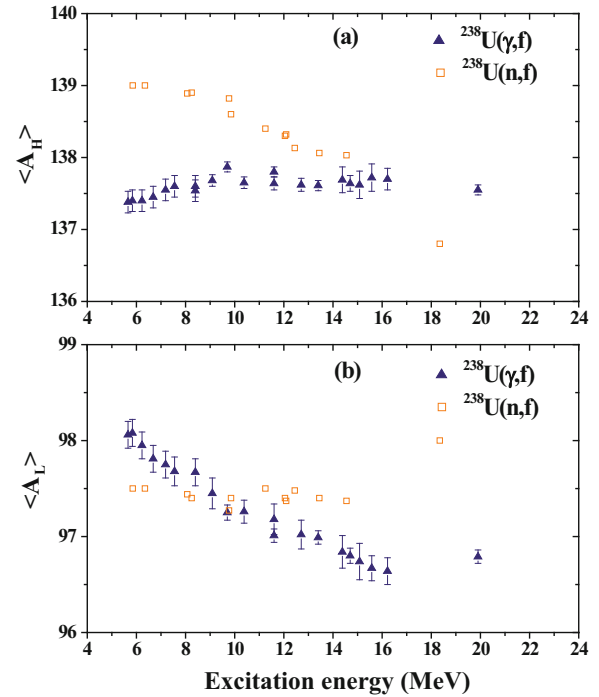 140
139
138
137
136
<A_H>
(a)
²³⁸U(γ,f)
²³⁸U(n,f)
4 6 8 10 12 14 16 18 20 22 24
99
98
97
96
<A_L>
(b)
²³⁸U(γ,f)
²³⁸U(n,f)
4 6 8 10 12 14 16 18 20 22 24
Excitation energy (MeV)